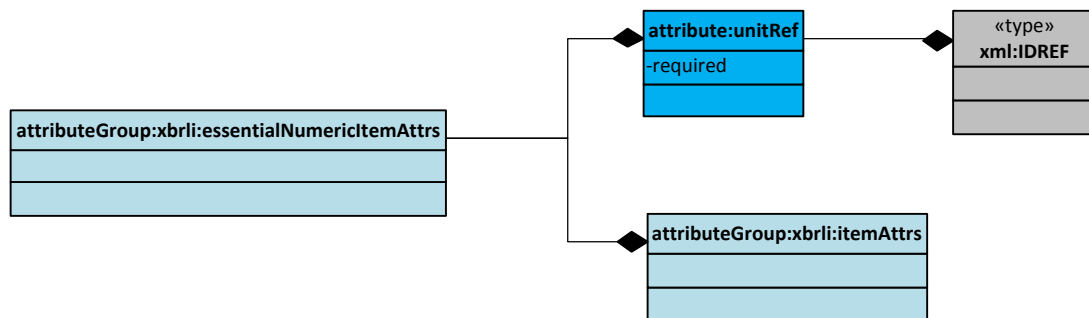 attribute:unitRef
-required
«type»
xml:IDREF
attributeGroup:xbrli:essentialNumericItemAttrs
attributeGroup:xbrli:itemAttrs